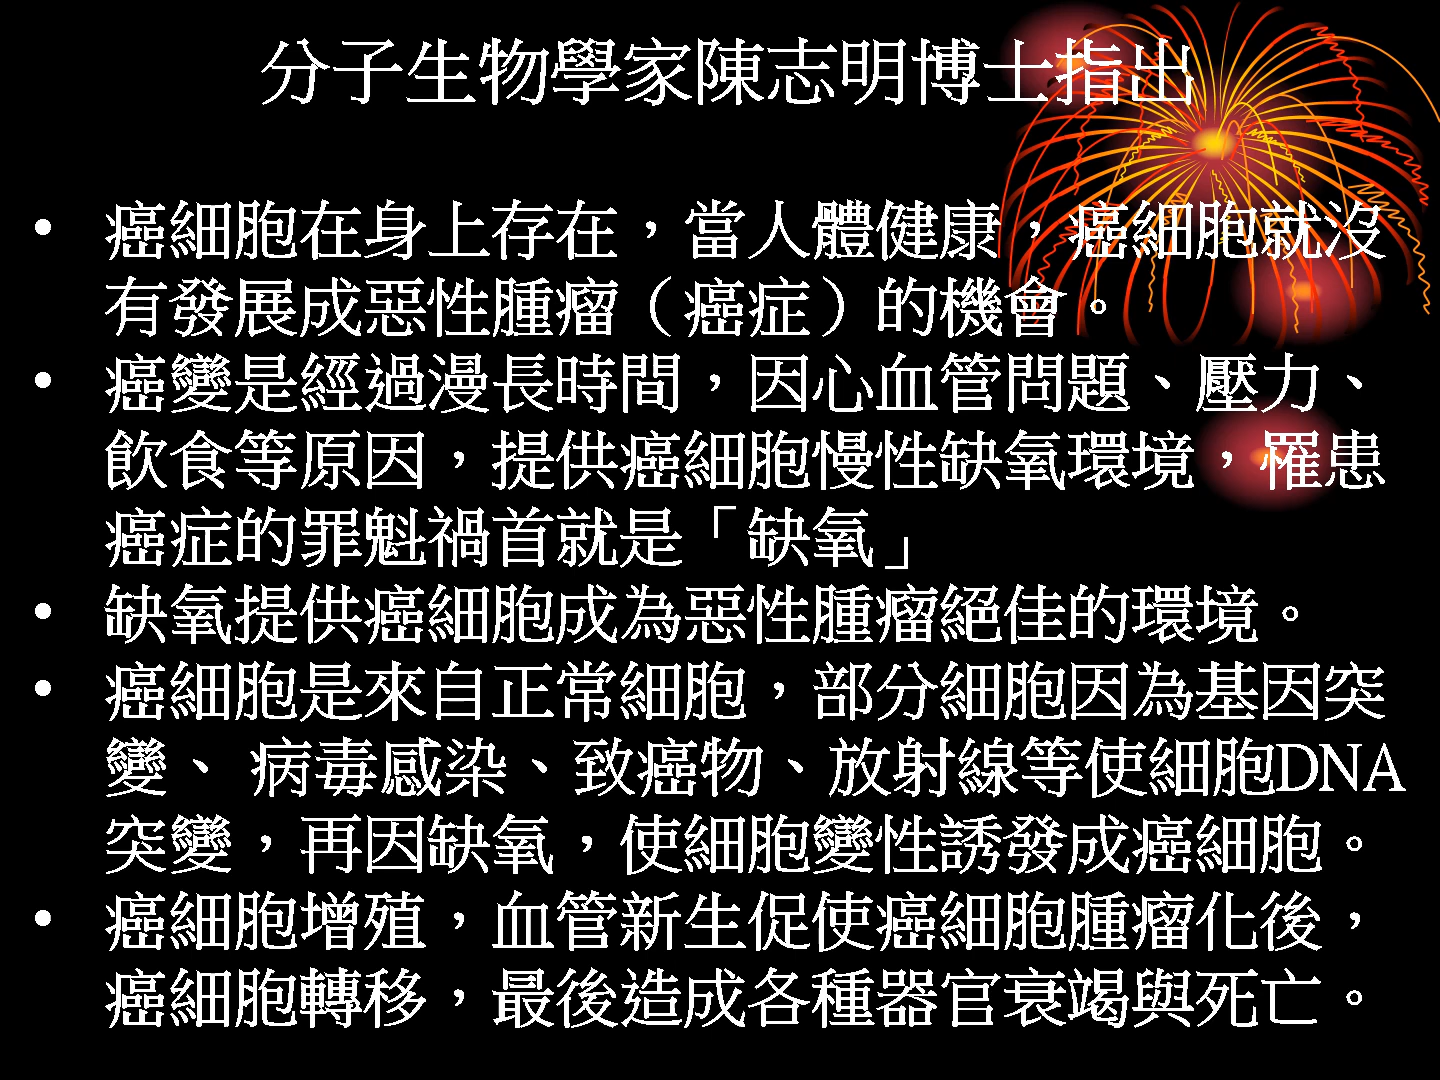 分子生物學家陳志明博士指出
• 癌細胞在身上存在，當人體健康，癌細胞就沒
有發展成惡性腫瘤（癌症）的機會。
• 癌變是經過漫長時間，因心血管問題、壓力、
飲食等原因，提供癌細胞慢性缺氧環境，罹患
癌症的罪魁禍首就是「缺氧」
• 缺氧提供癌細胞成為惡性腫瘤絕佳的環境。
• 癌細胞是來自正常細胞，部分細胞因為基因突
變、 病毒感染、致癌物、放射線等使細胞DNA
突變，再因缺氧，使細胞變性誘發成癌細胞。
• 癌細胞增殖，血管新生促使癌細胞腫瘤化後，
癌細胞轉移，最後造成各種器官衰竭與死亡。